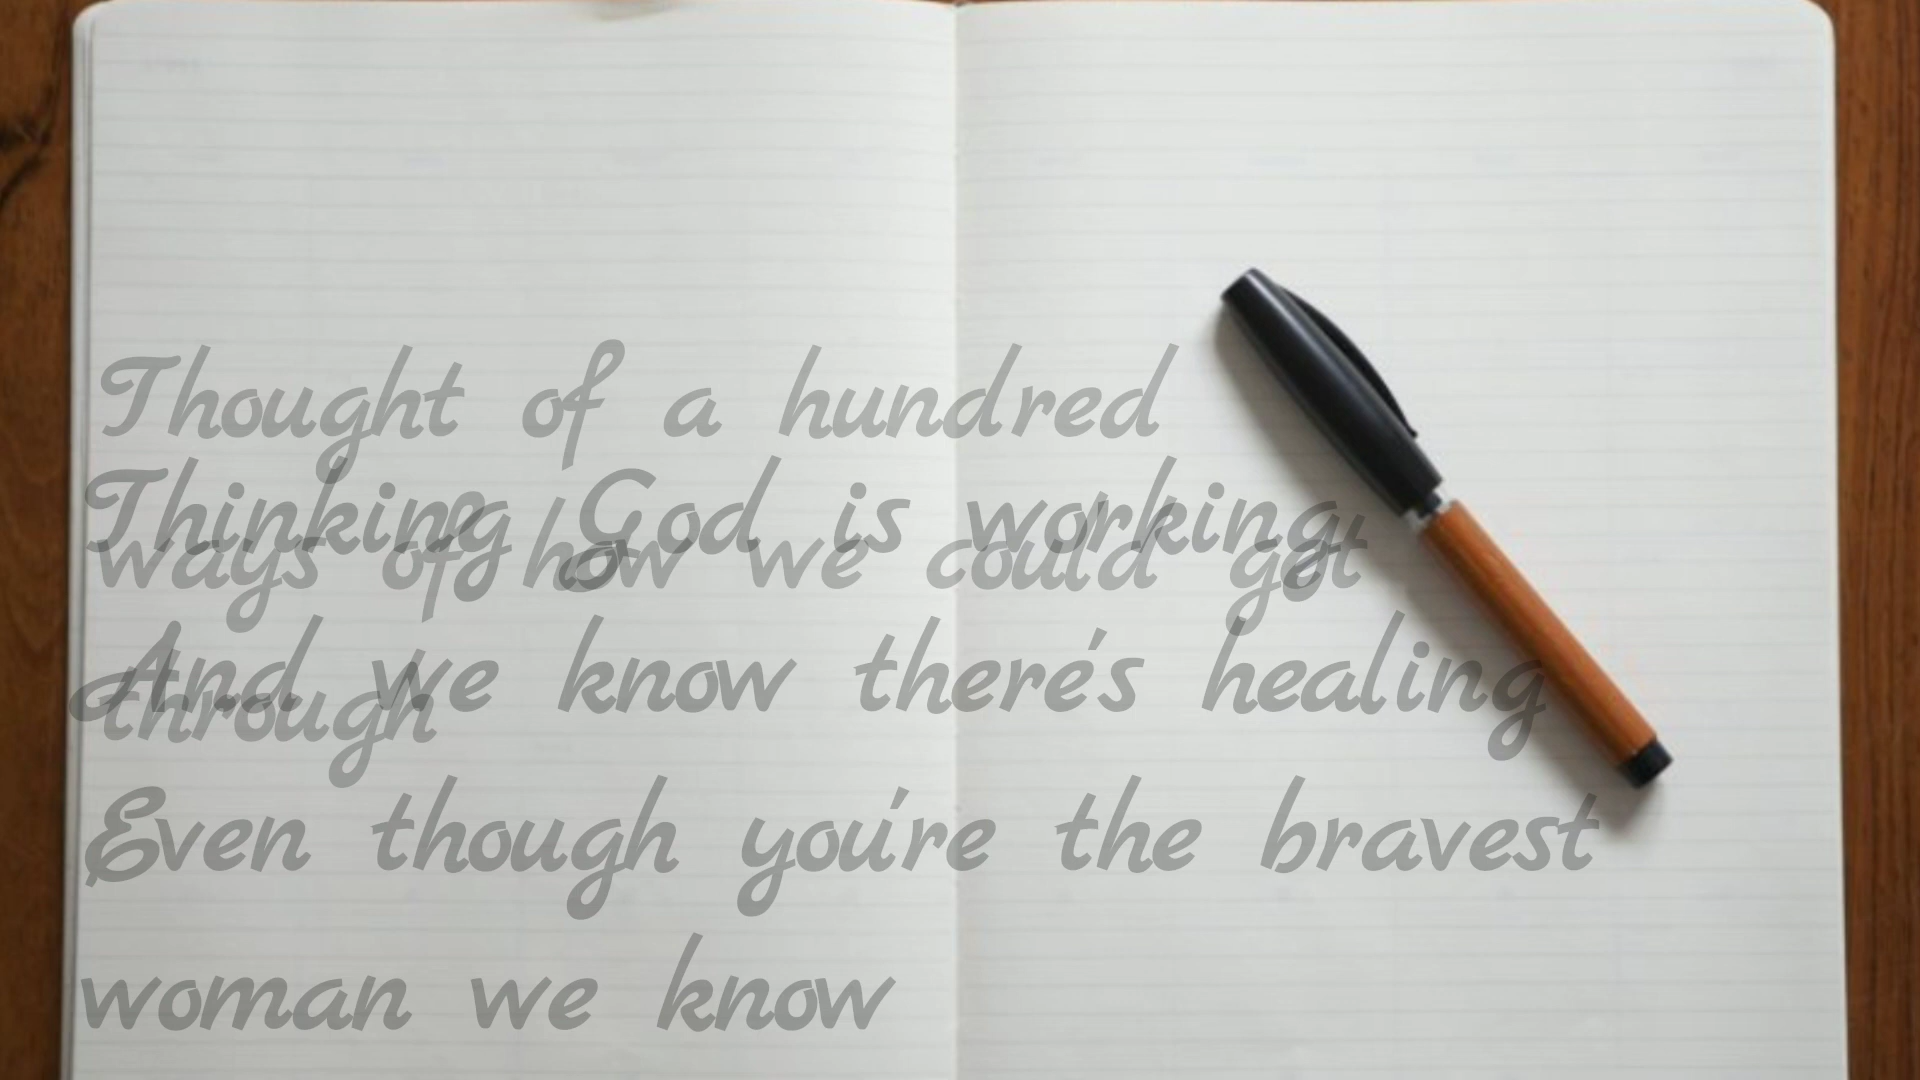 Thought of a hundred
Thinking God is working,
ways of how we could get
And we know there's healing
through
Even though you're the bravest
woman we know